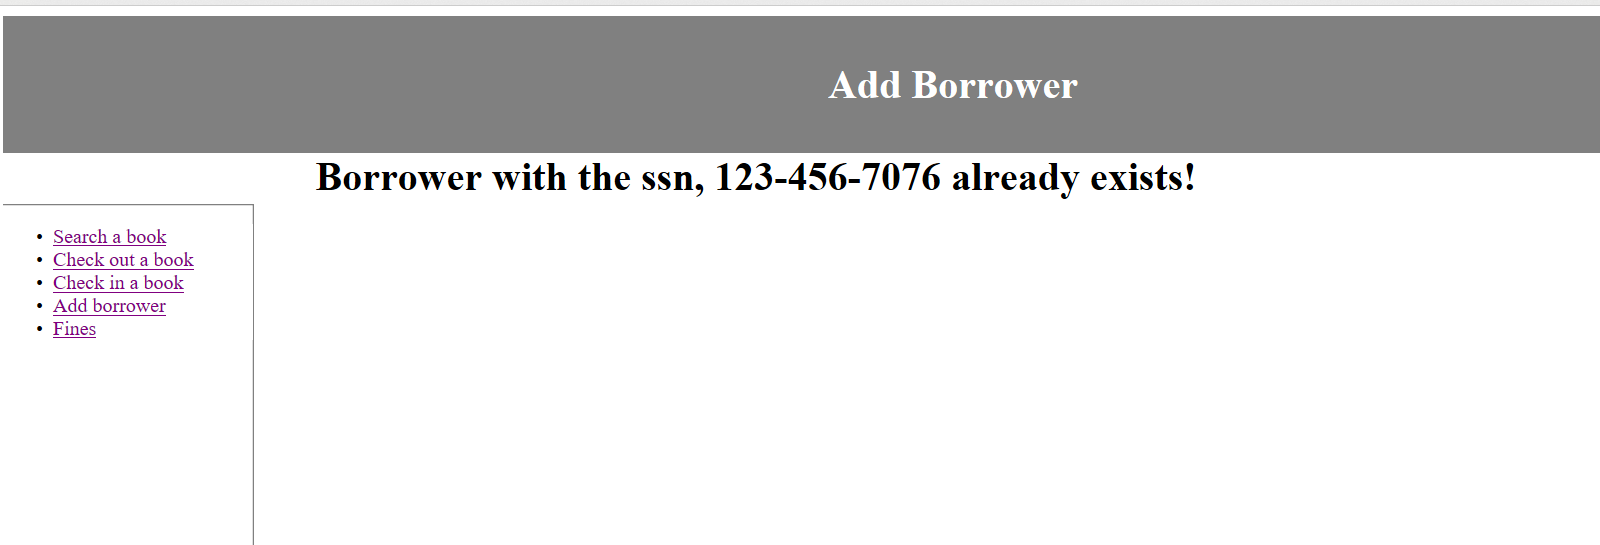 Add Borrower
Borrower with the ssn, 123-456-7076 already exists!
Search a book
Check out a book
Check in a book
Add borrower
Fines